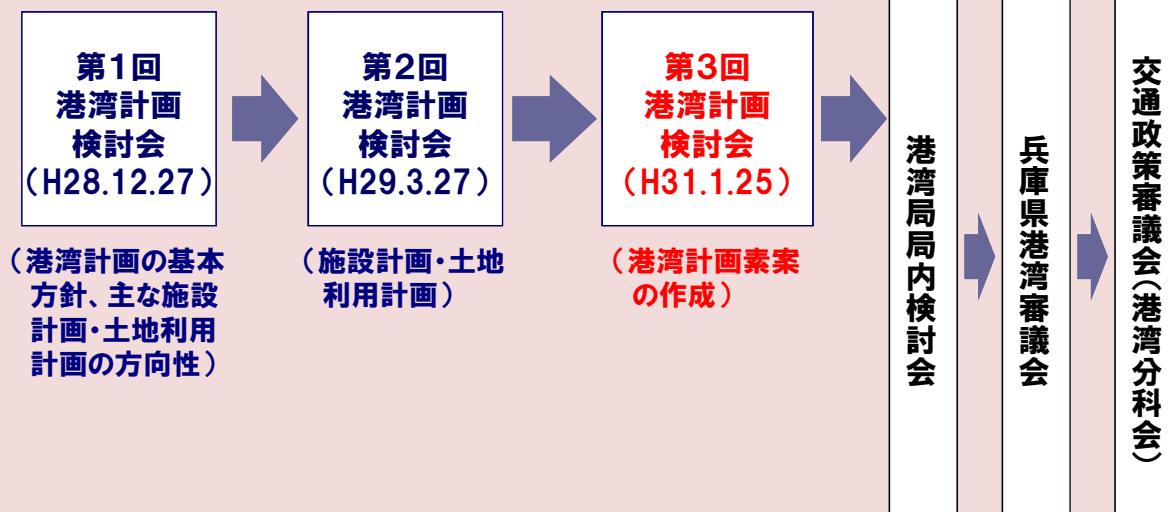 第1回
港湾計画
検討会
(H28.12.27)
(港湾計画の基本
方針、主な施設
計画・土地利用
計画の方向性)
第2回
港湾計画
検討会
(H29.3.27)
(施設計画・土地
利用計画)
第3回
港湾計画
検討会
(H31.1.25)
(港湾計画素案
の作成)
港湾局局内検討会
兵庫県港湾審議会
交通政策審議会(港湾分科会)